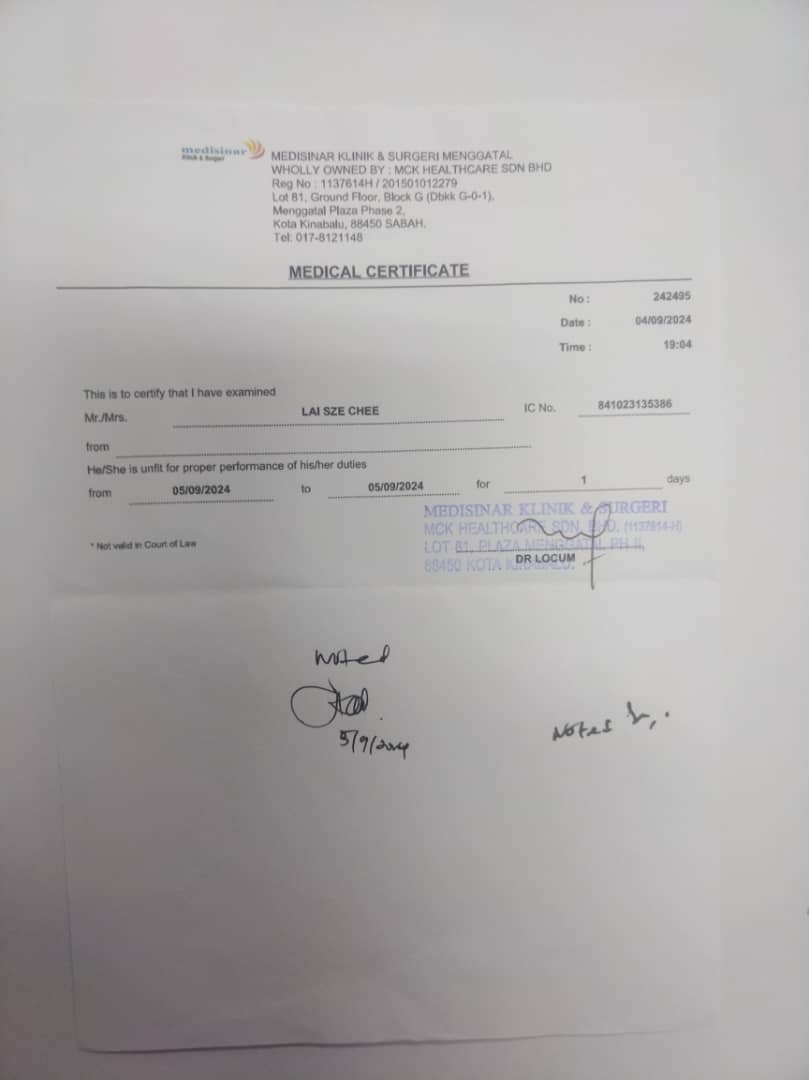 medisinar
Klinik & Surgeri
MEDISINAR KLINIK & SURGERI MENGGATAL
WHOLLY OWNED BY : MCK HEALTHCARE SDN BHD
Reg No : 1137614H / 201501012279
Lot 81, Ground Floor, Block G (Dbkk G-0-1),
Menggatal Plaza Phase 2,
Kota Kinabalu, 88450 SABAH.
Tel: 017-8121148
MEDICAL CERTIFICATE
No : 242495
Date : 04/09/2024
Time : 19:04
This is to certify that I have examined
Mr./Mrs. LAI SZE CHEE IC No. 841023135386
from
He/She is unfit for proper performance of his/her duties
from 05/09/2024 to 05/09/2024 for 1 days
MEDISINAR KLINIK & SURGERI
MCK HEALTHCARE SDN. BHD. (1137614-H)
LOT 81, PLAZA MENGGATAL PH II,
88450 KOTA KINABALU.
* Not valid in Court of Law
DR LOCUM
Noted
5/9/2024
Notes